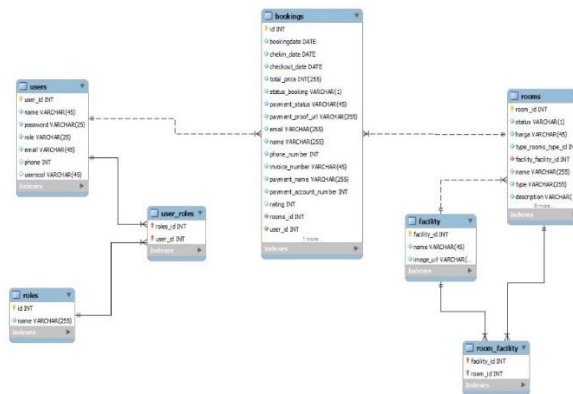 bookings
id INT
bookingdate DATE
chekin_date DATE
checkout_date DATE
total_price INT(255)
status_booking VARCHAR(1)
payment_status VARCHAR(45)
payment_proof_url VARCHAR(255)
email VARCHAR(255)
name VARCHAR(255)
phone_number INT
invoice_number VARCHAR(45)
payment_name VARCHAR(255)
payment_account_number INT
rating INT
rooms_id INT
user_id INT
1 more...
Indexes
users
user_id INT
name VARCHAR(45)
password VARCHAR(25)
role VARCHAR(25)
email VARCHAR(45)
phone INT
userscol VARCHAR(45)
Indexes
user_roles
roles_id INT
user_id INT
Indexes
roles
id INT
name VARCHAR(255)
Indexes
rooms
room_id INT
status VARCHAR(1)
harga VARCHAR(45)
type_rooms_type_id INT
facility_facility_id INT
name VARCHAR(255)
type VARCHAR(255)
description VARCHAR(
more...
Indexes
facility
facility_id INT
name VARCHAR(45)
image_url VARCHAR(...
Indexes
room_facility
facility_id INT
room_id INT
Indexes